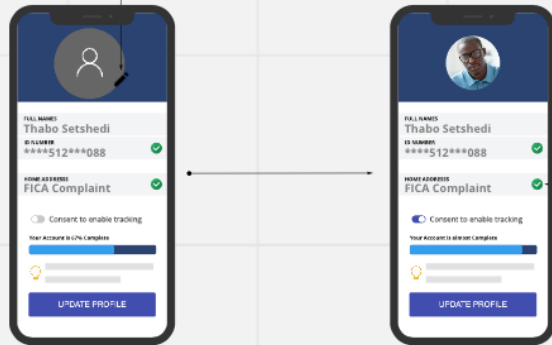 FULL NAMES
Thabo Setshedi
ID NUMBER
****512***088
HOME ADDRESSS
FICA Complaint
Consent to enable tracking
Your Account is 67% Complete
UPDATE PROFILE
FULL NAMES
Thabo Setshedi
ID NUMBER
****512***088
HOME ADDRESSS
FICA Complaint
Consent to enable tracking
Your Account is almost Complete
UPDATE PROFILE